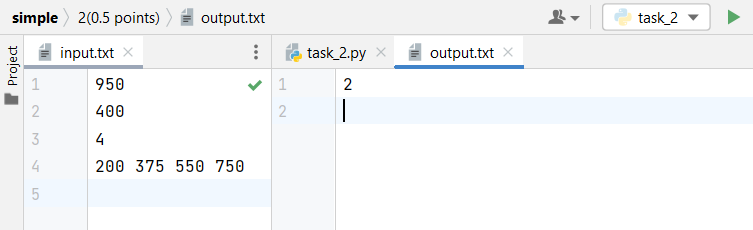 simple 2(0.5 points) output.txt task_2
Project
input.txt task_2.py output.txt
1 950
2 400
3 4
4 200 375 550 750
5
1 2
2